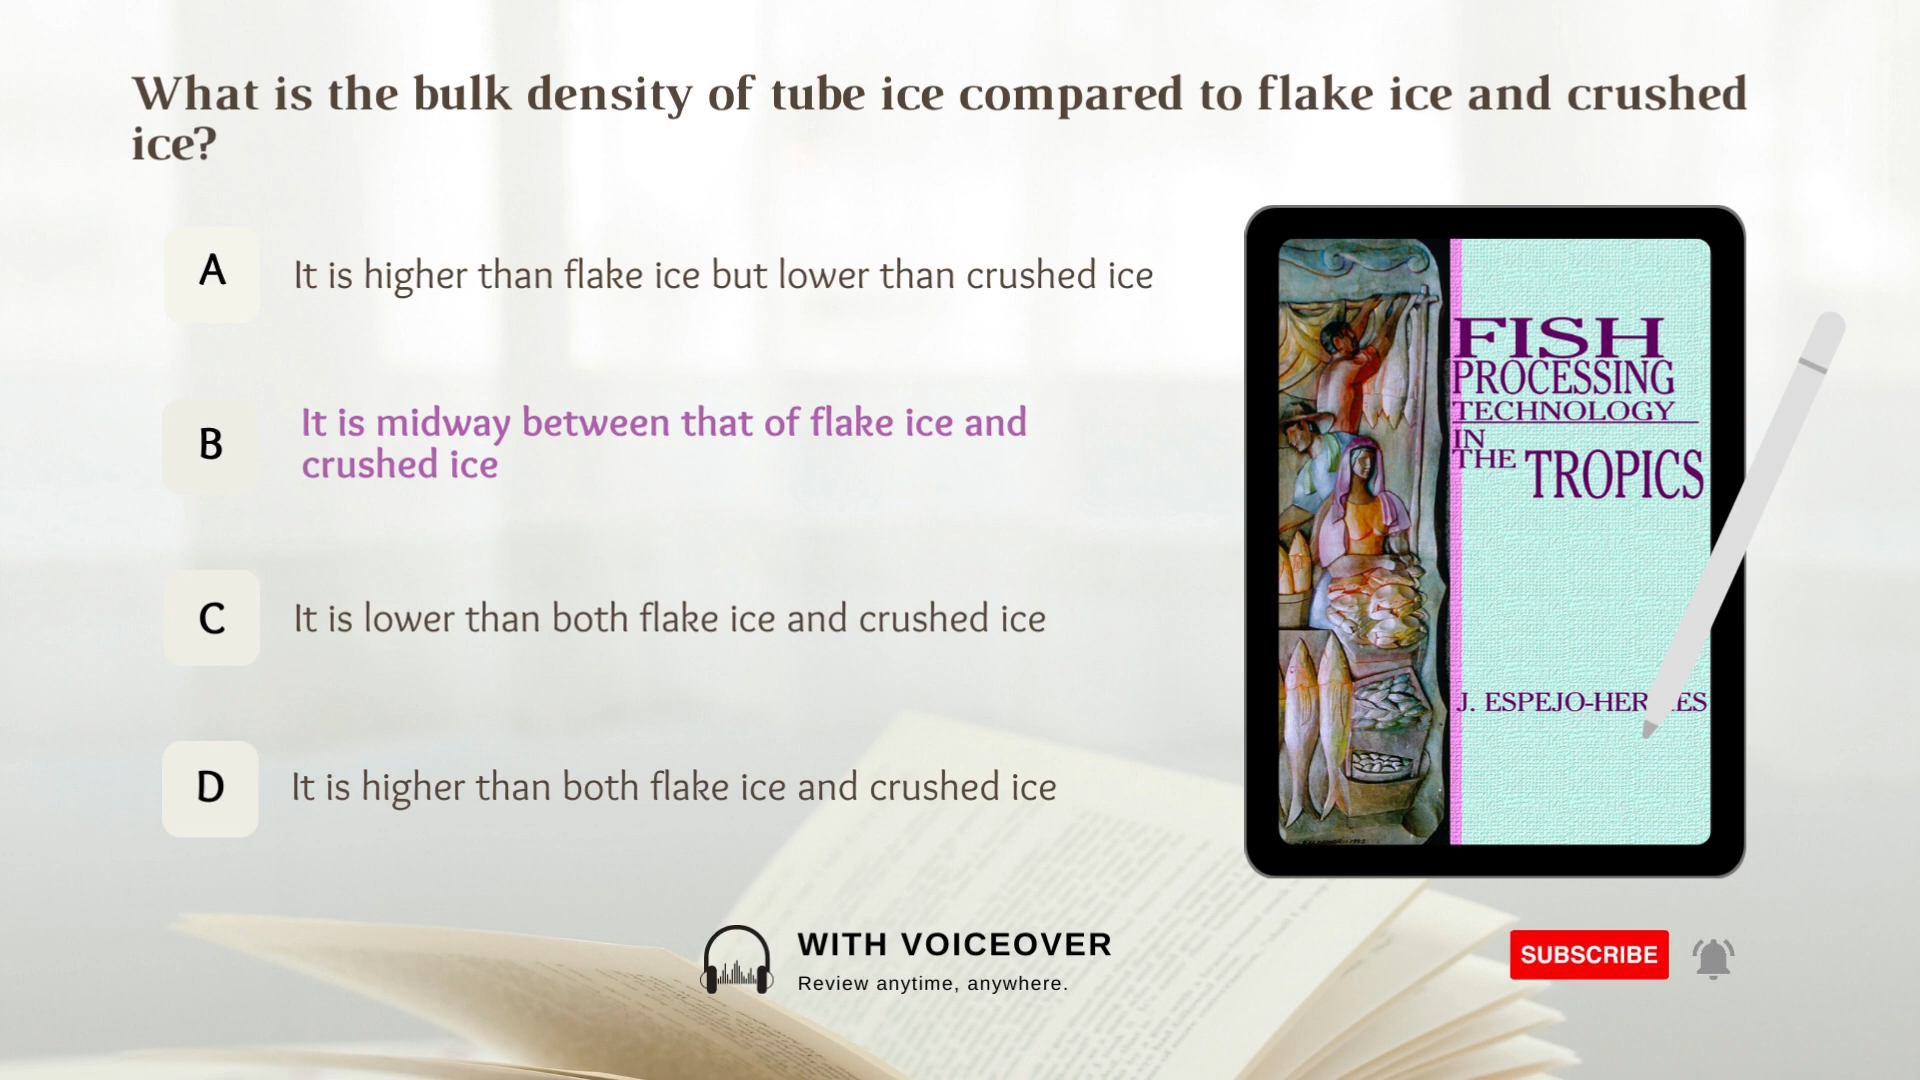 What is the bulk density of tube ice compared to flake ice and crushed
ice?
A
It is higher than flake ice but lower than crushed ice
B
It is midway between that of flake ice and
crushed ice
C
It is lower than both flake ice and crushed ice
D
It is higher than both flake ice and crushed ice
FISH
PROCESSING
TECHNOLOGY
IN
THE TROPICS
J. ESPEJO-HER ES
WITH VOICEOVER
Review anytime, anywhere.
SUBSCRIBE